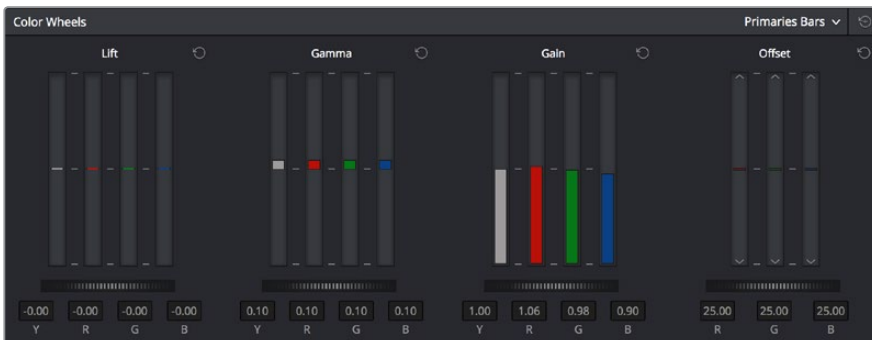 Color Wheels Primaries Bars
Lift Gamma Gain Offset
-0.00 -0.00 -0.00 -0.00 0.10 0.10 0.10 0.10 1.00 1.06 0.98 0.90 25.00 25.00 25.00
Y R G B Y R G B Y R G B R G B